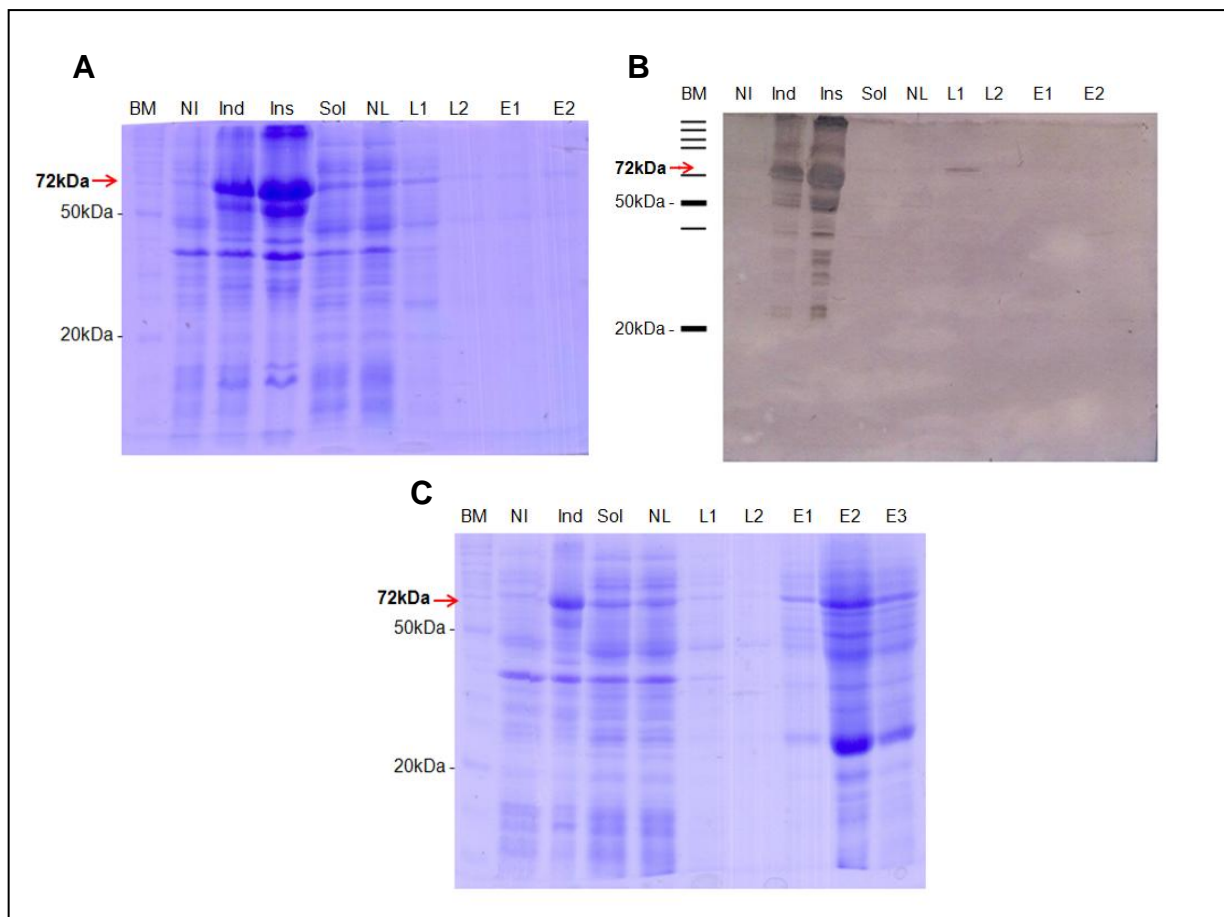 A
BM NI Ind Ins Sol NL L1 L2 E1 E2
72kDa
50kDa -
20kDa -
B
BM NI Ind Ins Sol NL L1 L2 E1 E2
72kDa
50kDa -
20kDa -
C
BM NI Ind Sol NL L1 L2 E1 E2 E3
72kDa
50kDa -
20kDa -